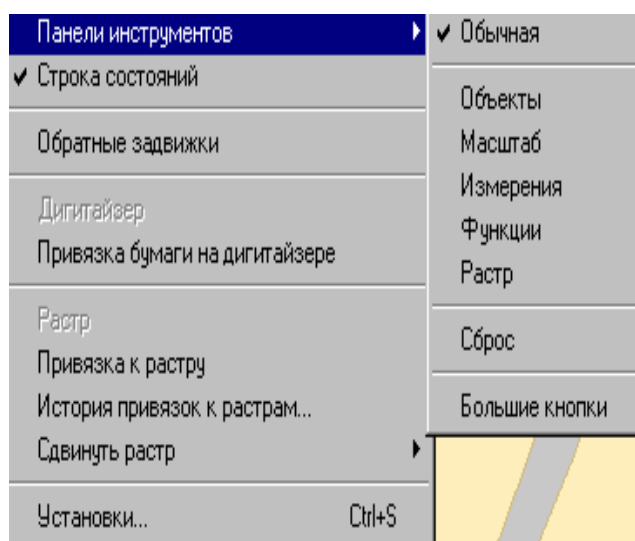 Панели инструментов
Строка состояний
Обратные задвижки
Дигитайзер
Привязка бумаги на дигитайзере
Растр
Привязка к растру
История привязок к растрам...
Сдвинуть растр
Установки... Ctrl+S
Обычная
Объекты
Масштаб
Измерения
Функции
Растр
Сброс
Большие кнопки